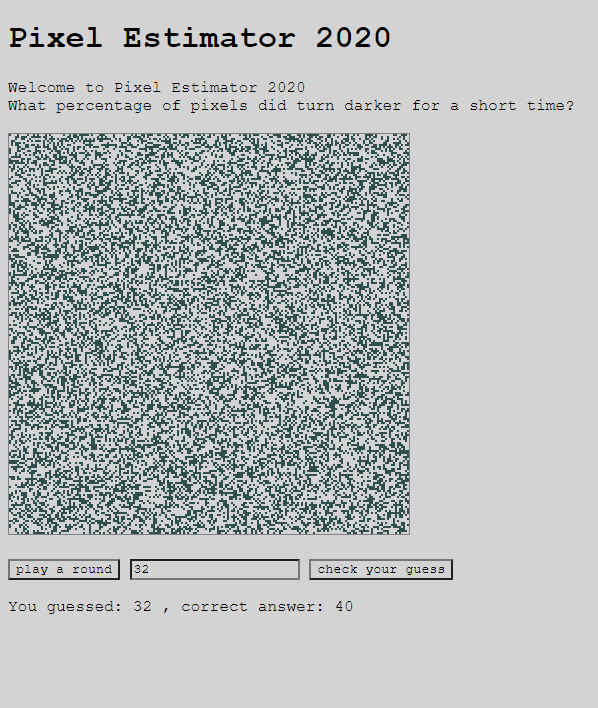 Pixel Estimator 2020
Welcome to Pixel Estimator 2020
What percentage of pixels did turn darker for a short time?
play a round 32 check your guess
You guessed: 32 , correct answer: 40